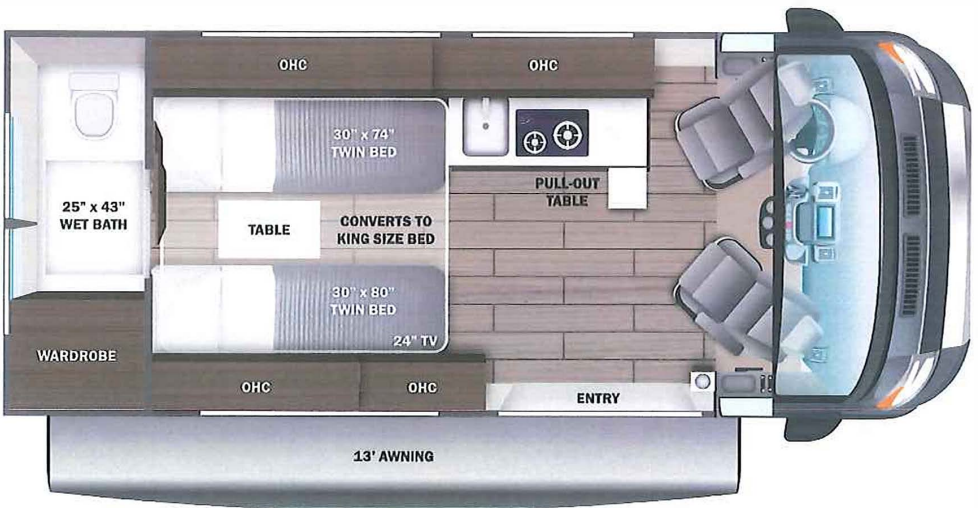 OHC
OHC
30" x 74"
TWIN BED
25" x 43"
WET BATH
PULL-OUT
TABLE
TABLE
CONVERTS TO
KING SIZE BED
30" x 80"
TWIN BED
24" TV
WARDROBE
OHC
OHC
ENTRY
13' AWNING